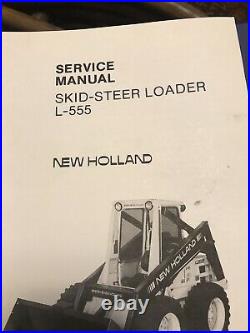 SERVICE
MANUAL
SKID-STEER LOADER
L-555
NEW HOLLAND
NEW HOLLAND